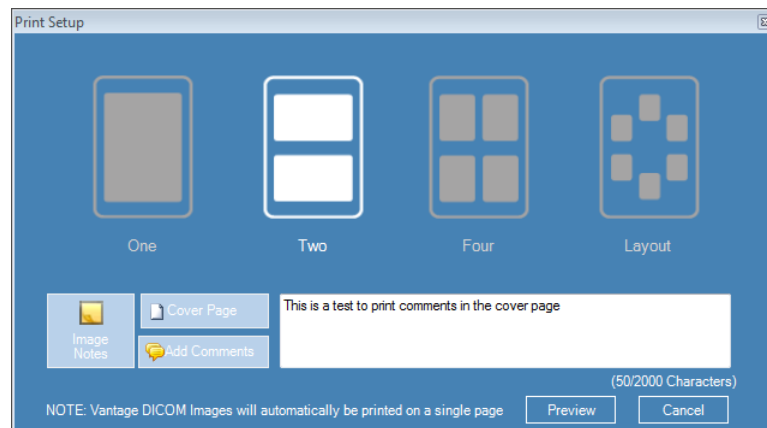 Print Setup
One
Two
Four
Layout
Image
Notes
Cover Page
Add Comments
This is a test to print comments in the cover page
(50/2000 Characters)
NOTE: Vantage DICOM Images will automatically be printed on a single page
Preview
Cancel